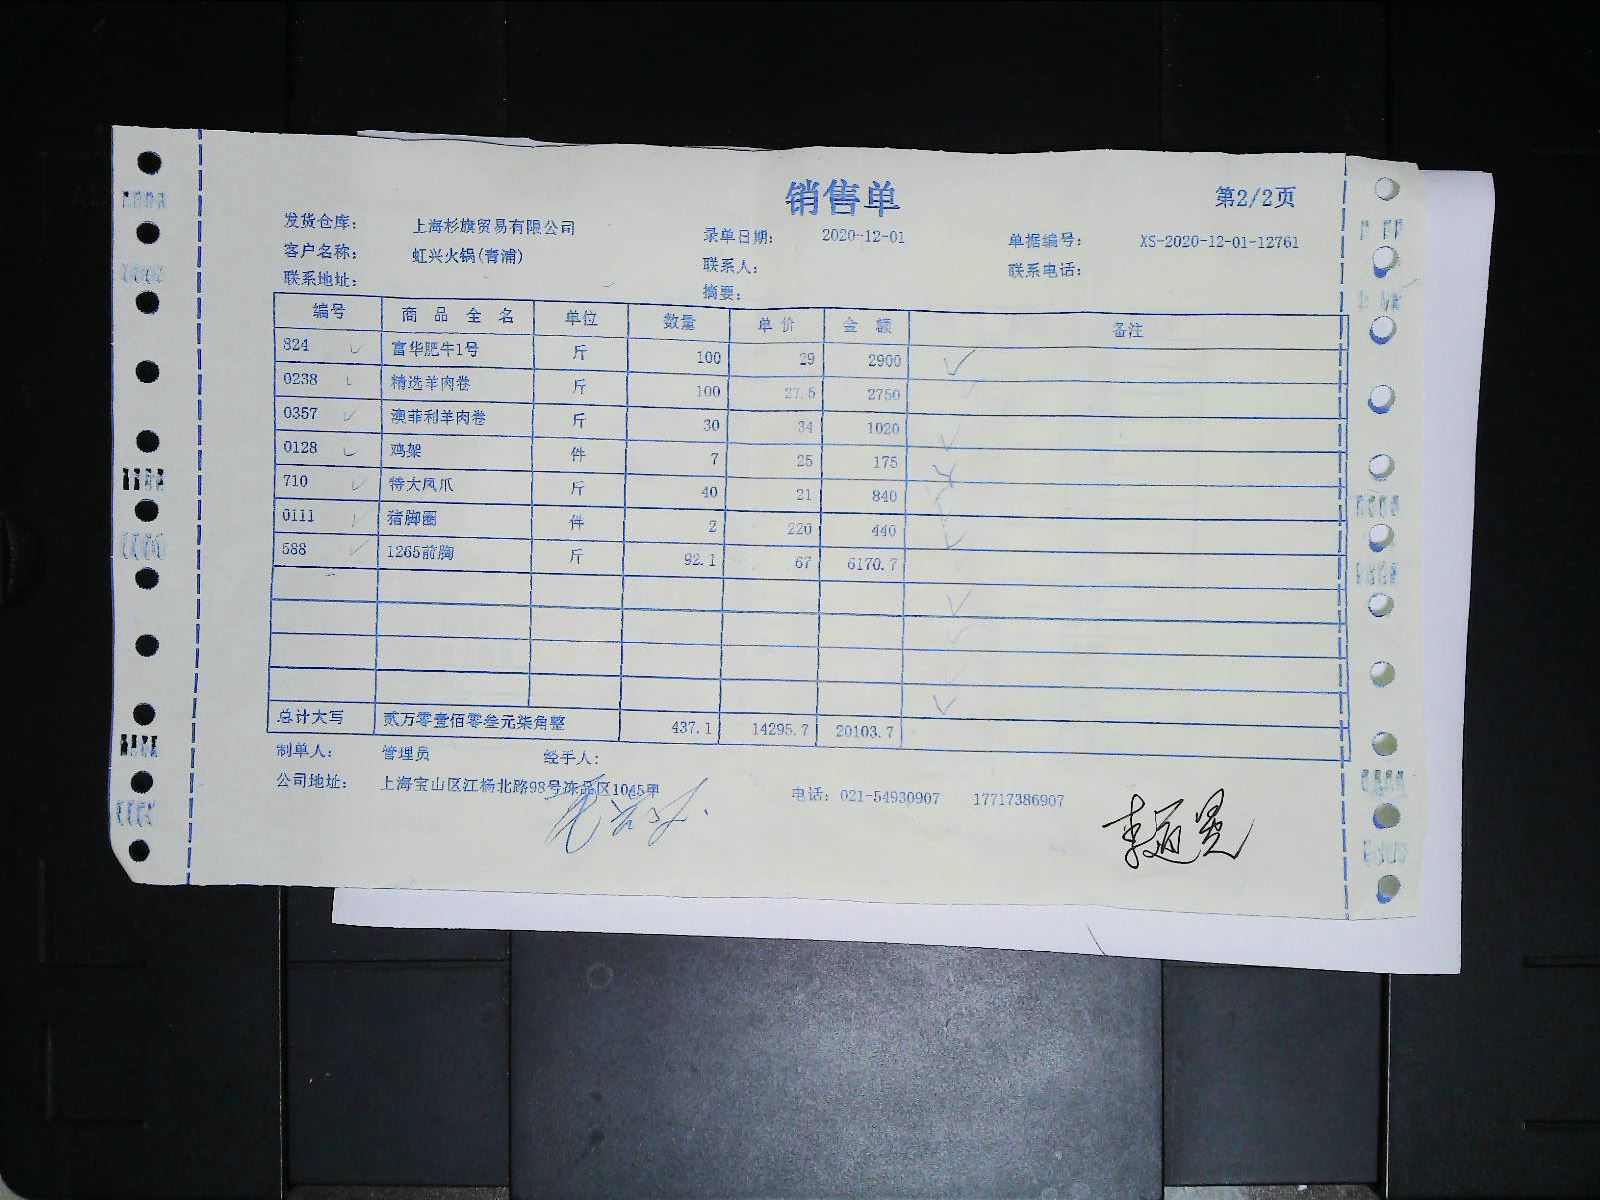 销售单
第2/2页
发货仓库： 上海杉旗贸易有限公司 录单日期： 2020-12-01 单据编号： XS-2020-12-01-12761
客户名称： 虹兴火锅(青浦) 联系人： 联系电话：
联系地址： 摘要：
编号 商品全名 单位 数量 单价 金额 备注
824 富华肥牛1号 斤 100 29 2900
0238 精选羊肉卷 斤 100 27.5 2750
0357 澳菲利羊肉卷 斤 30 34 1020
0128 鸡架 件 7 25 175
710 特大凤爪 斤 40 21 840
0111 猪脚圈 件 2 220 440
588 1265前胸 斤 92.1 67 6170.7
总计大写 贰万零壹佰零叁元柒角整 437.1 14295.7 20103.7
制单人： 管理员 经手人：
公司地址： 上海宝山区江杨北路98号冻品区1045甲 电话：021-54930907 17717386907